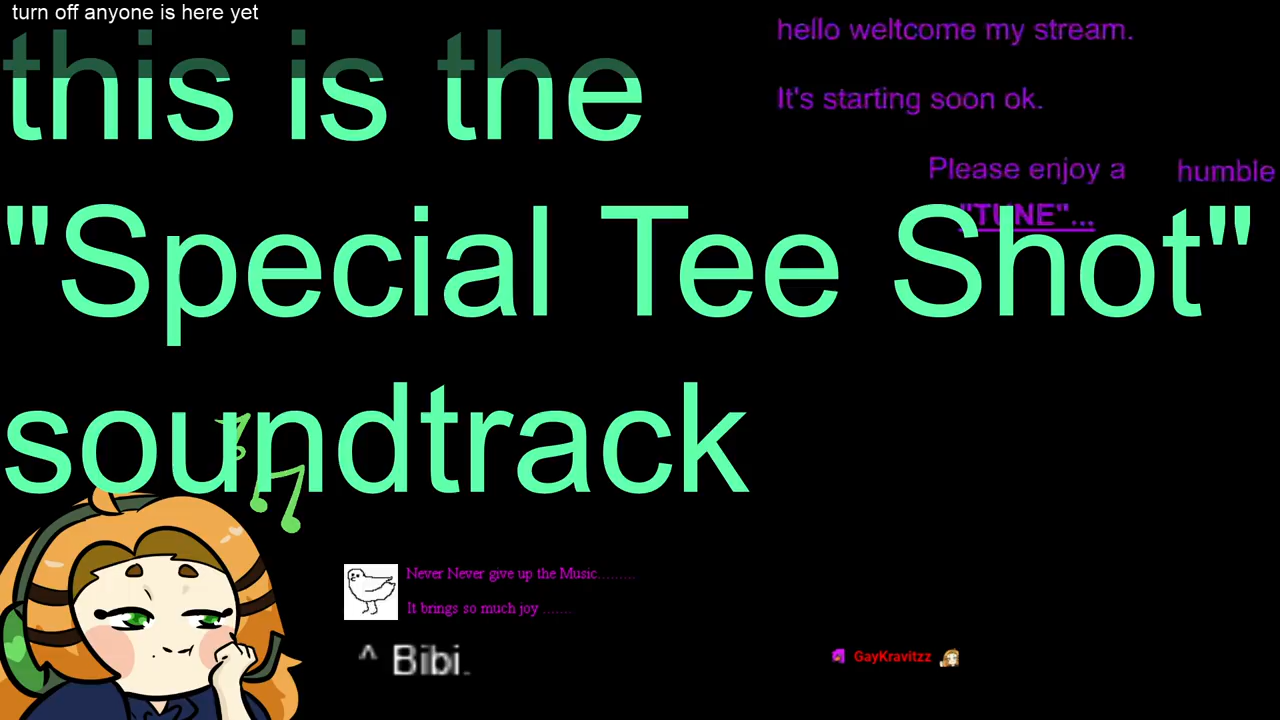 turn off anyone is here yet
this is the
"Special Tee Shot"
soundtrack
hello weltcome my stream.
It's starting soon ok.
Please enjoy a humble
"TUNE"...
Never Never give up the Music.........
It brings so much joy .......
^ Bibi.
GayKravitzz